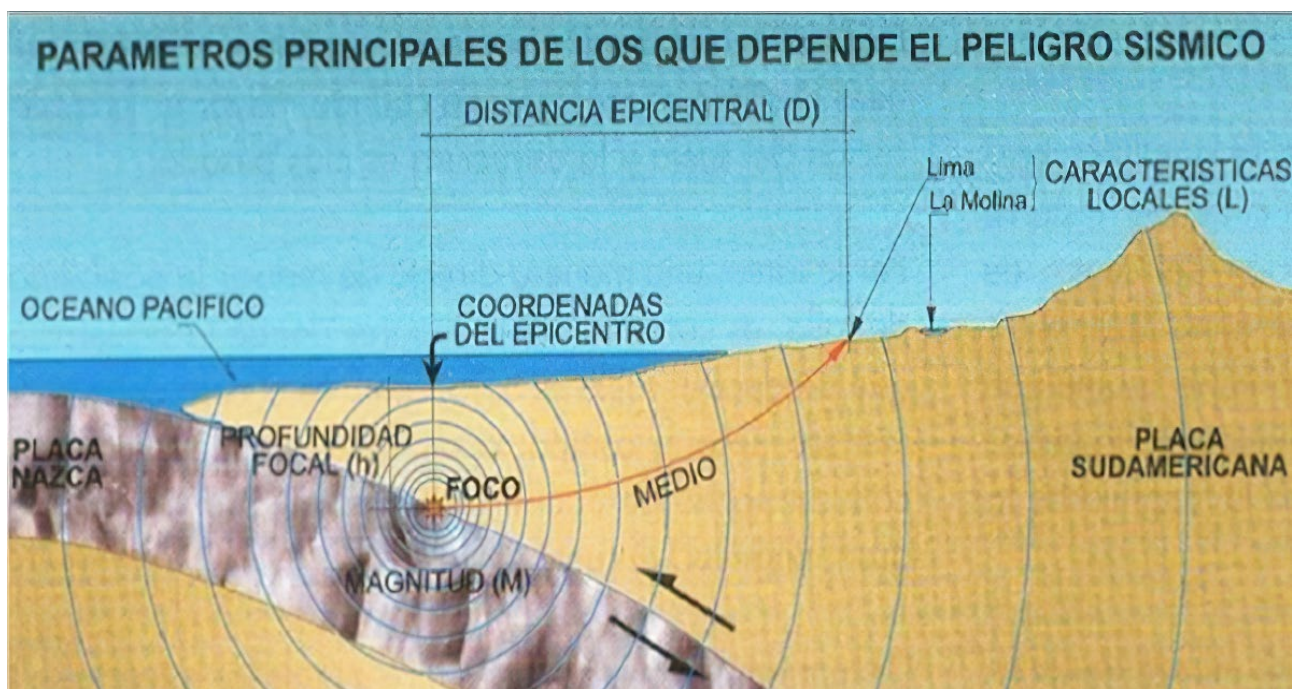 PARAMETROS PRINCIPALES DE LOS QUE DEPENDE EL PELIGRO SISMICO
DISTANCIA EPICENTRAL (D)
Lima
La Molina
CARACTERISTICAS
LOCALES (L)
OCEANO PACIFICO
COORDENADAS
DEL EPICENTRO
PLACA
NAZCA
PROFUNDIDAD
FOCAL (h)
FOCO
MEDIO
PLACA
SUDAMERICANA
MAGNITUD (M)